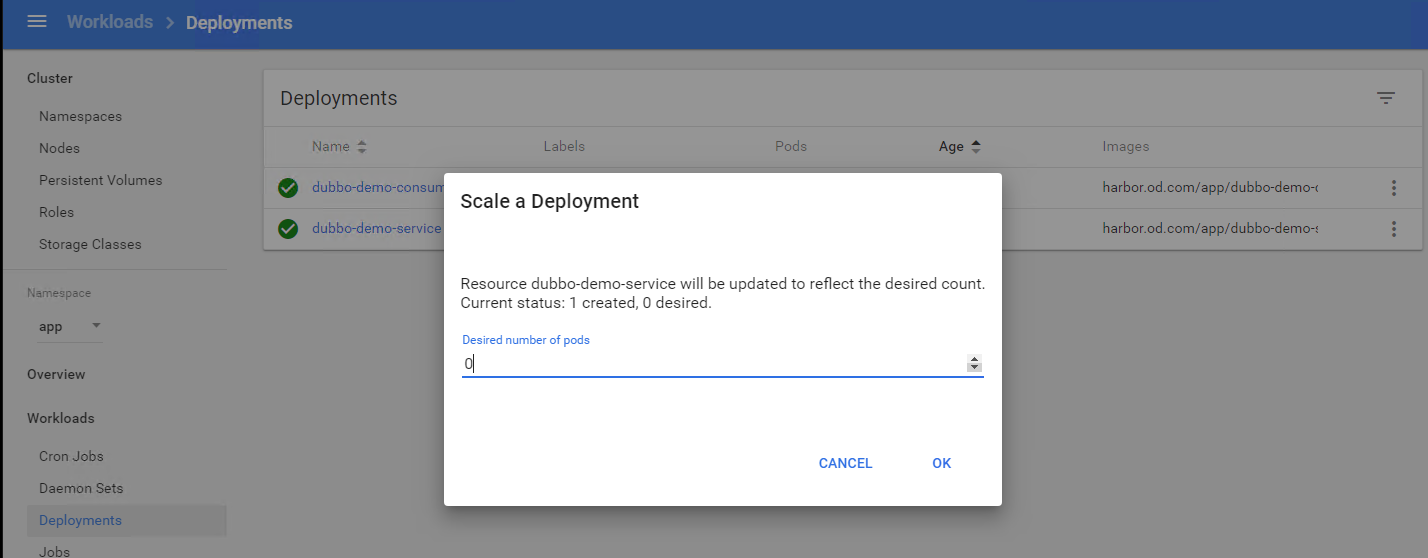 Workloads > Deployments
Cluster
Namespaces
Nodes
Persistent Volumes
Roles
Storage Classes
Namespace
app
Overview
Workloads
Cron Jobs
Daemon Sets
Deployments
Jobs
Deployments
Name Labels Pods Age Images
dubbo-demo-consum harbor.od.com/app/dubbo-demo-c
dubbo-demo-service harbor.od.com/app/dubbo-demo-s
Scale a Deployment
Resource dubbo-demo-service will be updated to reflect the desired count.
Current status: 1 created, 0 desired.
Desired number of pods
0
CANCEL OK